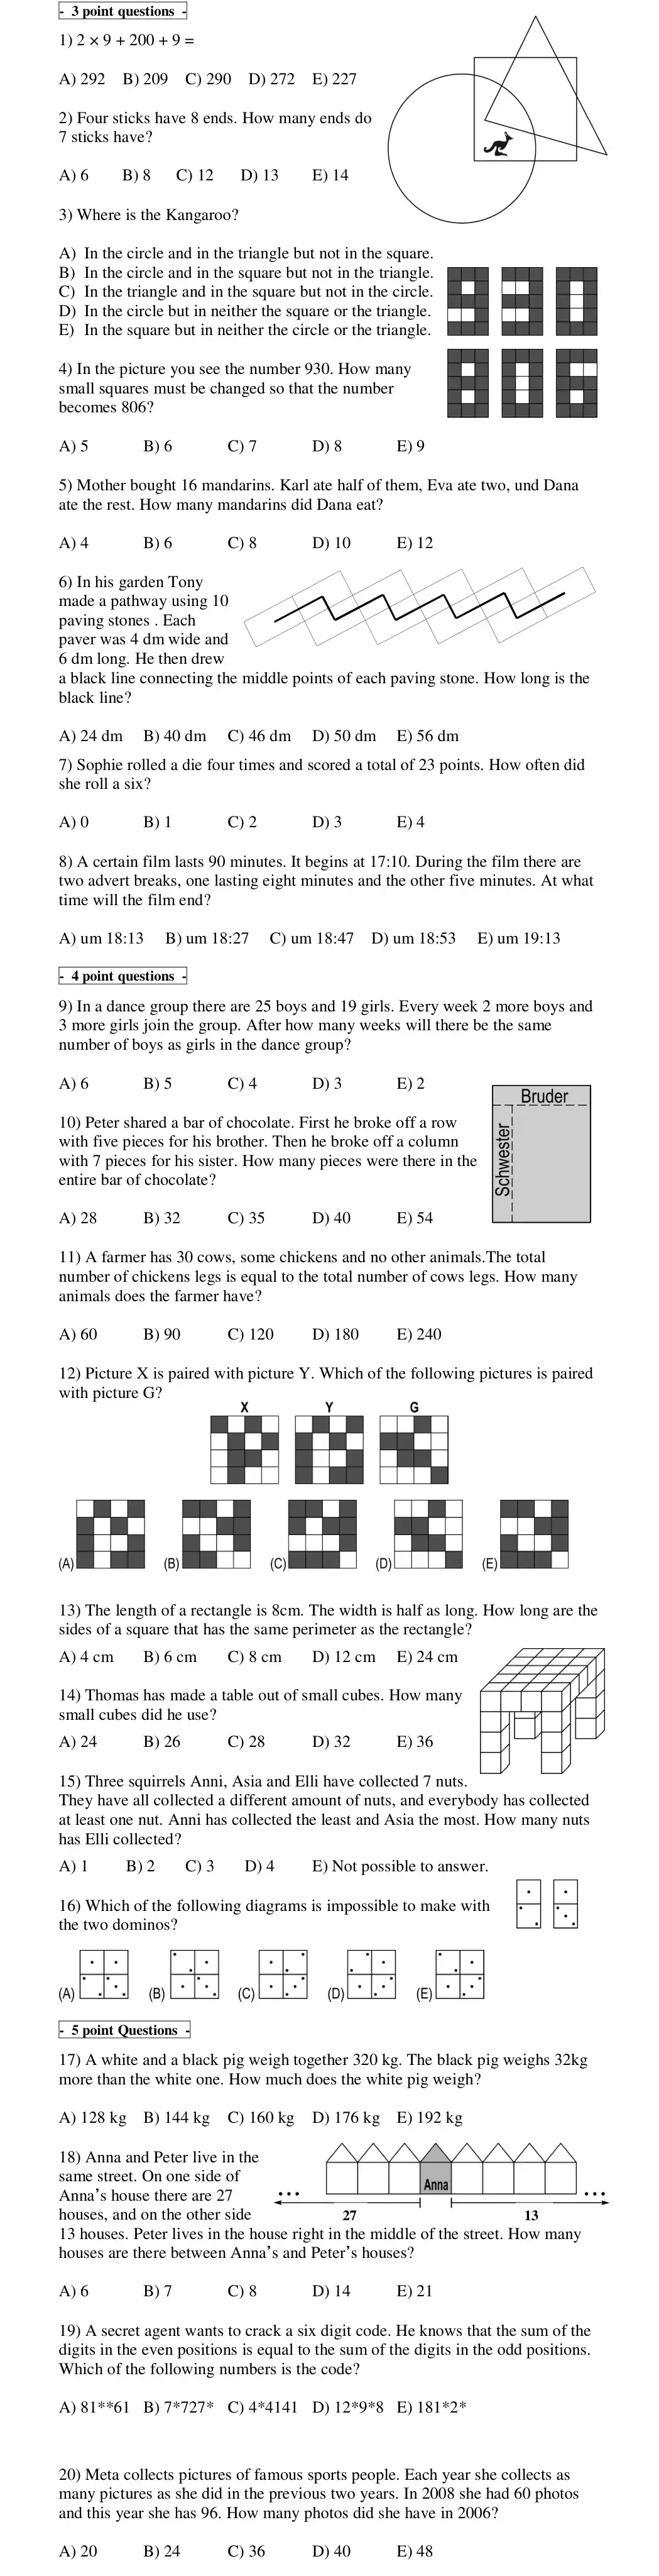 - 3 point questions -
1) 2 × 9 + 200 + 9 =
A) 292 B) 209 C) 290 D) 272 E) 227
2) Four sticks have 8 ends. How many ends do
7 sticks have?
A) 6 B) 8 C) 12 D) 13 E) 14
3) Where is the Kangaroo?
A) In the circle and in the triangle but not in the square.
B) In the circle and in the square but not in the triangle.
C) In the triangle and in the square but not in the circle.
D) In the circle but in neither the square or the triangle.
E) In the square but in neither the circle or the triangle.
4) In the picture you see the number 930. How many
small squares must be changed so that the number
becomes 806?
A) 5 B) 6 C) 7 D) 8 E) 9
5) Mother bought 16 mandarins. Karl ate half of them, Eva ate two, und Dana
ate the rest. How many mandarins did Dana eat?
A) 4 B) 6 C) 8 D) 10 E) 12
6) In his garden Tony
made a pathway using 10
paving stones . Each
paver was 4 dm wide and
6 dm long. He then drew
a black line connecting the middle points of each paving stone. How long is the
black line?
A) 24 dm B) 40 dm C) 46 dm D) 50 dm E) 56 dm
7) Sophie rolled a die four times and scored a total of 23 points. How often did
she roll a six?
A) 0 B) 1 C) 2 D) 3 E) 4
8) A certain film lasts 90 minutes. It begins at 17:10. During the film there are
two advert breaks, one lasting eight minutes and the other five minutes. At what
time will the film end?
A) um 18:13 B) um 18:27 C) um 18:47 D) um 18:53 E) um 19:13
- 4 point questions -
9) In a dance group there are 25 boys and 19 girls. Every week 2 more boys and
3 more girls join the group. After how many weeks will there be the same
number of boys as girls in the dance group?
A) 6 B) 5 C) 4 D) 3 E) 2
Bruder
Schwester
10) Peter shared a bar of chocolate. First he broke off a row
with five pieces for his brother. Then he broke off a column
with 7 pieces for his sister. How many pieces were there in the
entire bar of chocolate?
A) 28 B) 32 C) 35 D) 40 E) 54
11) A farmer has 30 cows, some chickens and no other animals.The total
number of chickens legs is equal to the total number of cows legs. How many
animals does the farmer have?
A) 60 B) 90 C) 120 D) 180 E) 240
12) Picture X is paired with picture Y. Which of the following pictures is paired
with picture G?
X Y G
(A) (B) (C) (D) (E)
13) The length of a rectangle is 8cm. The width is half as long. How long are the
sides of a square that has the same perimeter as the rectangle?
A) 4 cm B) 6 cm C) 8 cm D) 12 cm E) 24 cm
14) Thomas has made a table out of small cubes. How many
small cubes did he use?
A) 24 B) 26 C) 28 D) 32 E) 36
15) Three squirrels Anni, Asia and Elli have collected 7 nuts.
They have all collected a different amount of nuts, and everybody has collected
at least one nut. Anni has collected the least and Asia the most. How many nuts
has Elli collected?
A) 1 B) 2 C) 3 D) 4 E) Not possible to answer.
16) Which of the following diagrams is impossible to make with
the two dominos?
(A) (B) (C) (D) (E)
- 5 point Questions -
17) A white and a black pig weigh together 320 kg. The black pig weighs 32kg
more than the white one. How much does the white pig weigh?
A) 128 kg B) 144 kg C) 160 kg D) 176 kg E) 192 kg
18) Anna and Peter live in the
same street. On one side of
Anna's house there are 27
houses, and on the other side
13 houses. Peter lives in the house right in the middle of the street. How many
houses are there between Anna's and Peter's houses?
Anna
27 13
A) 6 B) 7 C) 8 D) 14 E) 21
19) A secret agent wants to crack a six digit code. He knows that the sum of the
digits in the even positions is equal to the sum of the digits in the odd positions.
Which of the following numbers is the code?
A) 81**61 B) 7*727* C) 4*4141 D) 12*9*8 E) 181*2*
20) Meta collects pictures of famous sports people. Each year she collects as
many pictures as she did in the previous two years. In 2008 she had 60 photos
and this year she has 96. How many photos did she have in 2006?
A) 20 B) 24 C) 36 D) 40 E) 48